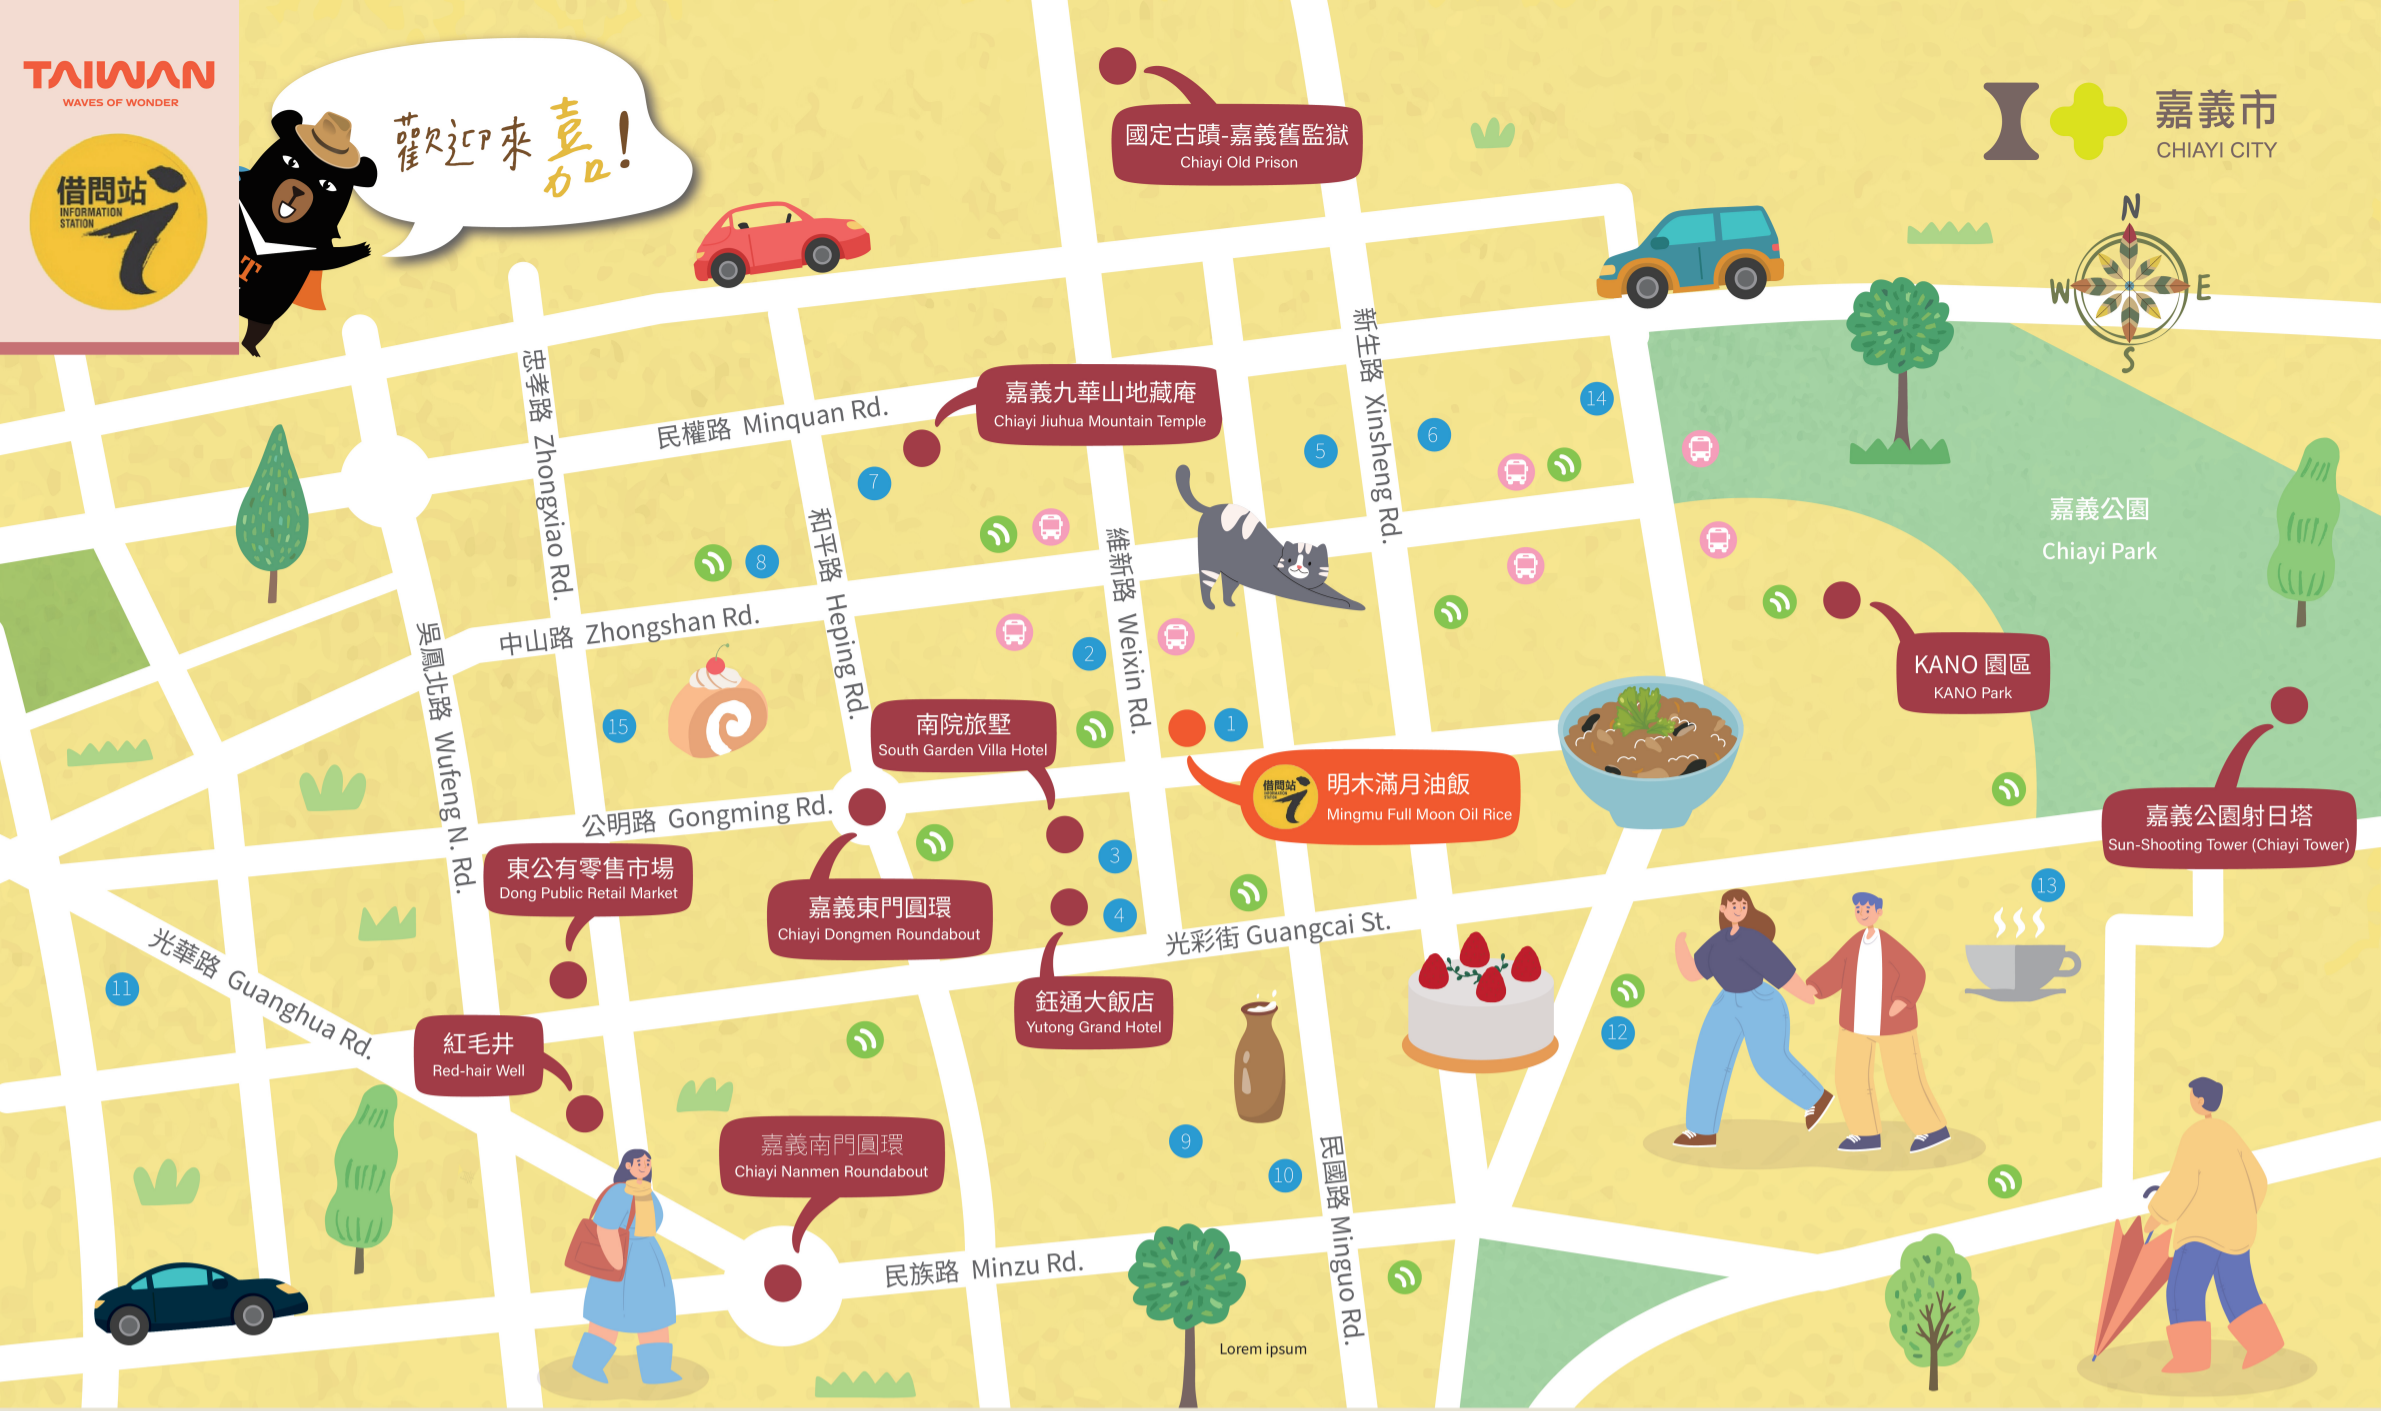 TAIWAN
WAVES OF WONDER
借問站
INFORMATION
STATION
歡迎來嘉!
T
國定古蹟-嘉義舊監獄
Chiayi Old Prison
嘉義市
CHIAYI CITY
N
W
E
S
忠孝路 Zhongxiao Rd.
民權路 Minquan Rd.
嘉義九華山地藏庵
Chiayi Jiuhua Mountain Temple
新生路 Xinsheng Rd.
14
6
5
7
8
和平路 Heping Rd.
維新路 Weixin Rd.
嘉義公園
Chiayi Park
中山路 Zhongshan Rd.
吳鳳北路 Wufeng N. Rd.
2
KANO 園區
KANO Park
15
南院旅墅
South Garden Villa Hotel
1
借問站
INFORMATION
STATION
明木滿月油飯
Mingmu Full Moon Oil Rice
公明路 Gongming Rd.
嘉義公園射日塔
Sun-Shooting Tower (Chiayi Tower)
東公有零售市場
Dong Public Retail Market
3
嘉義東門圓環
Chiayi Dongmen Roundabout
4
13
光彩街 Guangcai St.
光華路 Guanghua Rd.
11
鈺通大飯店
Yutong Grand Hotel
12
紅毛井
Red-hair Well
嘉義南門圓環
Chiayi Nanmen Roundabout
9
10
民國路 Minguo Rd.
民族路 Minzu Rd.
Lorem ipsum